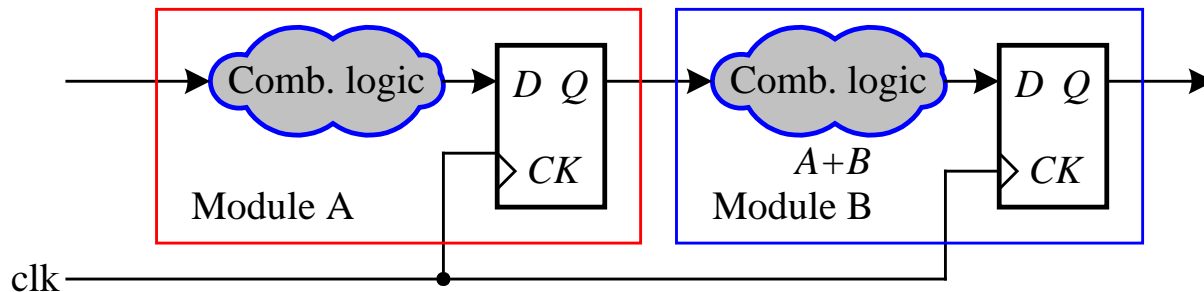 Comb. logic
D Q
CK
Module A
Comb. logic
A+B
D Q
CK
Module B
clk